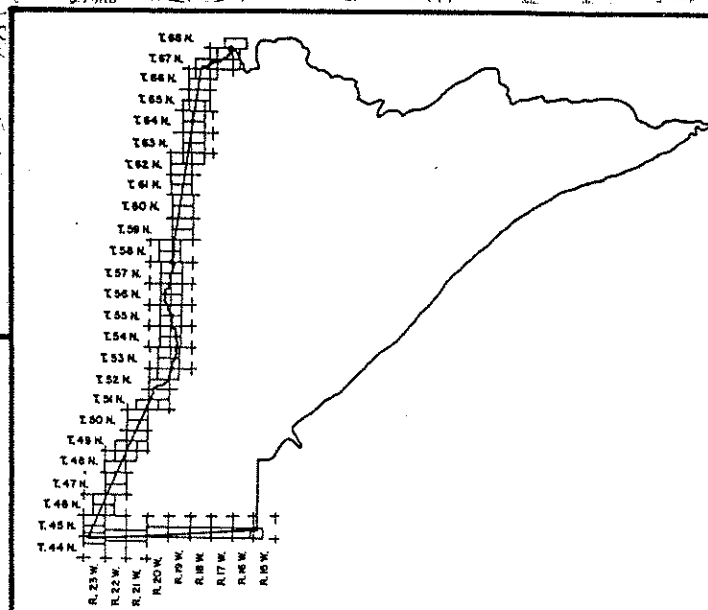 T. 68 N.
T. 67 N.
T. 66 N.
T. 65 N.
T. 64 N.
T. 63 N.
T. 62 N.
T. 61 N.
T. 60 N.
T. 59 N.
T. 58 N.
T. 57 N.
T. 56 N.
T. 55 N.
T. 54 N.
T. 53 N.
T. 52 N.
T. 51 N.
T. 50 N.
T. 49 N.
T. 48 N.
T. 47 N.
T. 46 N.
T. 45 N.
T. 44 N.
R. 23 W.
R. 22 W.
R. 21 W.
R. 20 W.
R. 19 W.
R. 18 W.
R. 17 W.
R. 16 W.
R. 15 W.